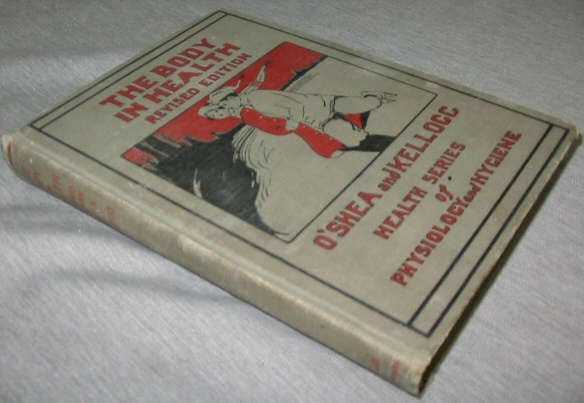 THE BODY
IN HEALTH
REVISED EDITION
O'SHEA and KELLOGG
HEALTH SERIES
of
PHYSIOLOGY and HYGIENE